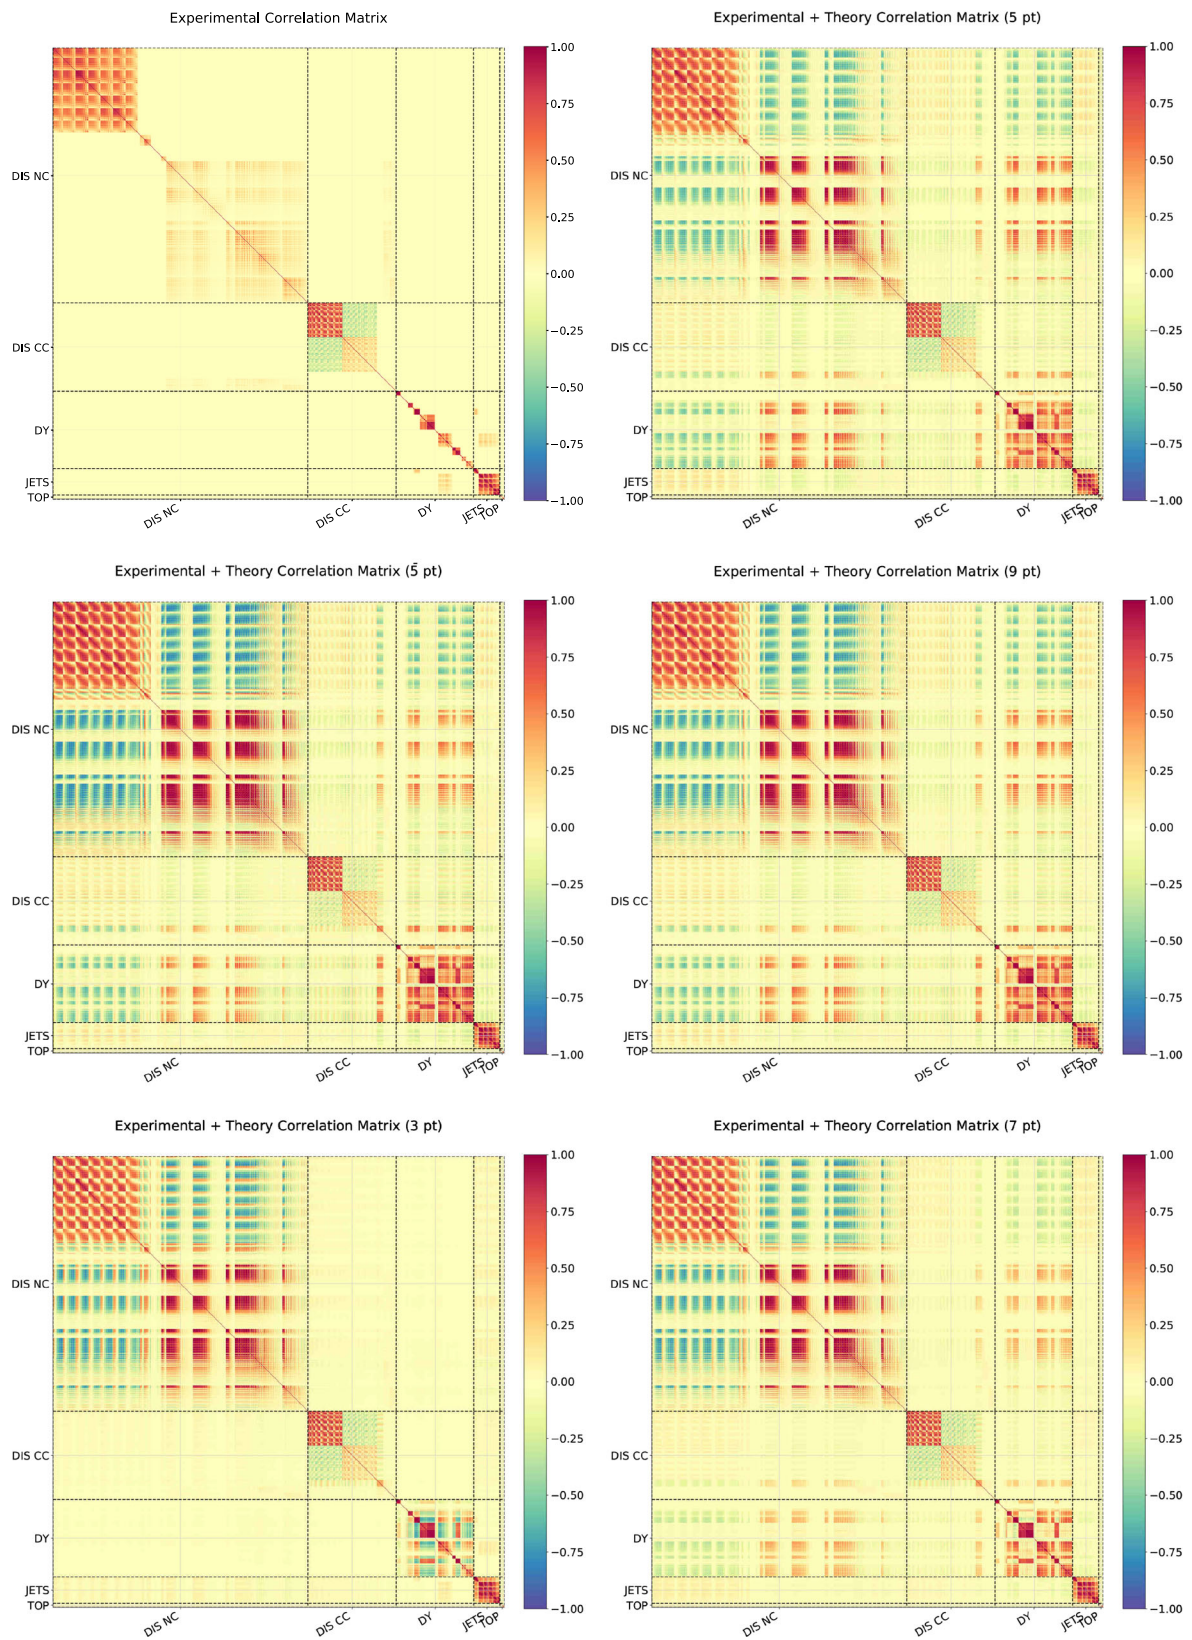 Experimental Correlation Matrix
1.00
0.75
0.50
0.25
0.00
−0.25
−0.50
−0.75
−1.00
DIS NC
DIS CC
DY
JETS
TOP
DIS NC
DIS CC
DY
JETS
TOP
Experimental + Theory Correlation Matrix (5 pt)
1.00
0.75
0.50
0.25
0.00
−0.25
−0.50
−0.75
−1.00
DIS NC
DIS CC
DY
JETS
TOP
DIS NC
DIS CC
DY
JETS
TOP
Experimental + Theory Correlation Matrix (5̄ pt)
1.00
0.75
0.50
0.25
0.00
−0.25
−0.50
−0.75
−1.00
DIS NC
DIS CC
DY
JETS
TOP
DIS NC
DIS CC
DY
JETS
TOP
Experimental + Theory Correlation Matrix (9 pt)
1.00
0.75
0.50
0.25
0.00
−0.25
−0.50
−0.75
−1.00
DIS NC
DIS CC
DY
JETS
TOP
DIS NC
DIS CC
DY
JETS
TOP
Experimental + Theory Correlation Matrix (3 pt)
1.00
0.75
0.50
0.25
0.00
−0.25
−0.50
−0.75
−1.00
DIS NC
DIS CC
DY
JETS
TOP
DIS NC
DIS CC
DY
JETS
TOP
Experimental + Theory Correlation Matrix (7 pt)
1.00
0.75
0.50
0.25
0.00
−0.25
−0.50
−0.75
−1.00
DIS NC
DIS CC
DY
JETS
TOP
DIS NC
DIS CC
DY
JETS
TOP